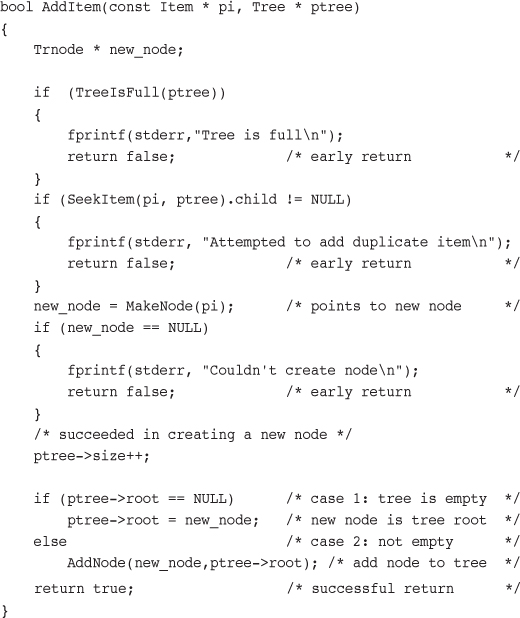 bool AddItem(const Item * pi, Tree * ptree)
{
    Trnode * new_node;

    if  (TreeIsFull(ptree))
    {
        fprintf(stderr,"Tree is full\n");
        return false;             /* early return           */
    }
    if (SeekItem(pi, ptree).child != NULL)
    {
        fprintf(stderr, "Attempted to add duplicate item\n");
        return false;             /* early return           */
    }
    new_node = MakeNode(pi);      /* points to new node     */
    if (new_node == NULL)
    {
        fprintf(stderr, "Couldn't create node\n");
        return false;             /* early return           */
    }
    /* succeeded in creating a new node */
    ptree->size++;

    if (ptree->root == NULL)      /* case 1: tree is empty  */
        ptree->root = new_node;   /* new node is tree root  */
    else                          /* case 2: not empty      */
        AddNode(new_node,ptree->root); /* add node to tree  */
    return true;                  /* successful return      */
}